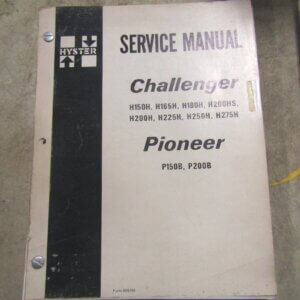 HYSTER
SERVICE MANUAL
Challenger
H150H, H165H, H180H, H200HS,
H200H, H225H, H250H, H275H
Pioneer
P150B, P200B